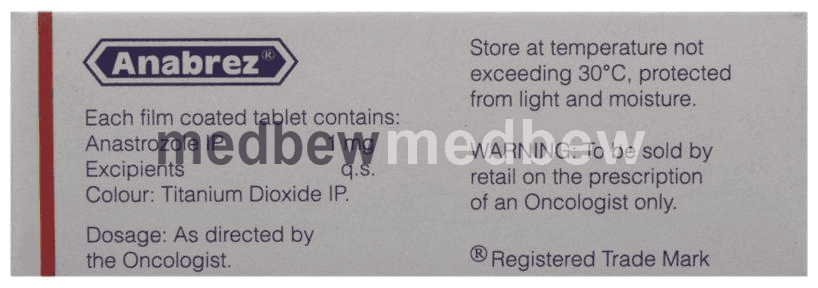 Anabrez®
Each film coated tablet contains:
Anastrozole IP 1 mg
Excipients q.s.
Colour: Titanium Dioxide IP.
Dosage: As directed by
the Oncologist.
medbewmedbew
Store at temperature not
exceeding 30°C, protected
from light and moisture.
WARNING: To be sold by
retail on the prescription
of an Oncologist only.
® Registered Trade Mark